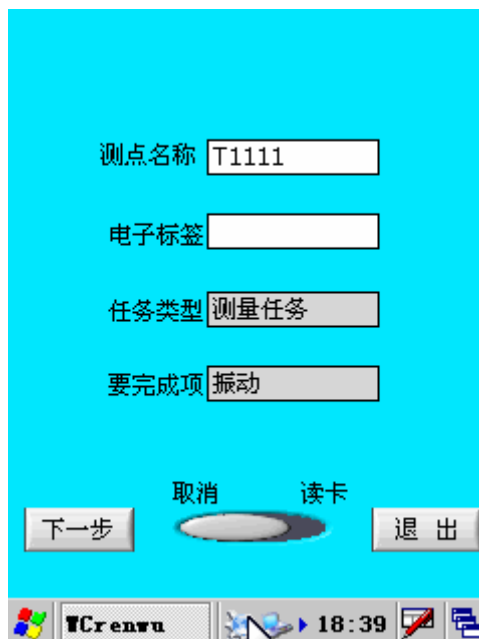 测点名称 T1111
电子标签
任务类型 测量任务
要完成项 振动
取消 读卡
下一步 退 出
WCrenwu 18:39